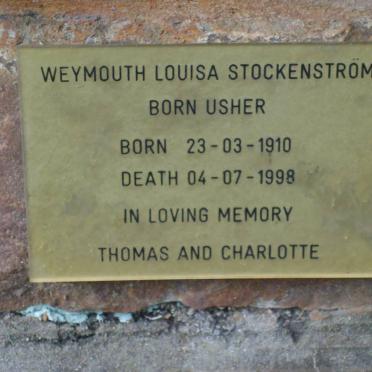 WEYMOUTH LOUISA STOCKENSTRÖM
BORN USHER
BORN 23-03-1910
DEATH 04-07-1998
IN LOVING MEMORY
THOMAS AND CHARLOTTE